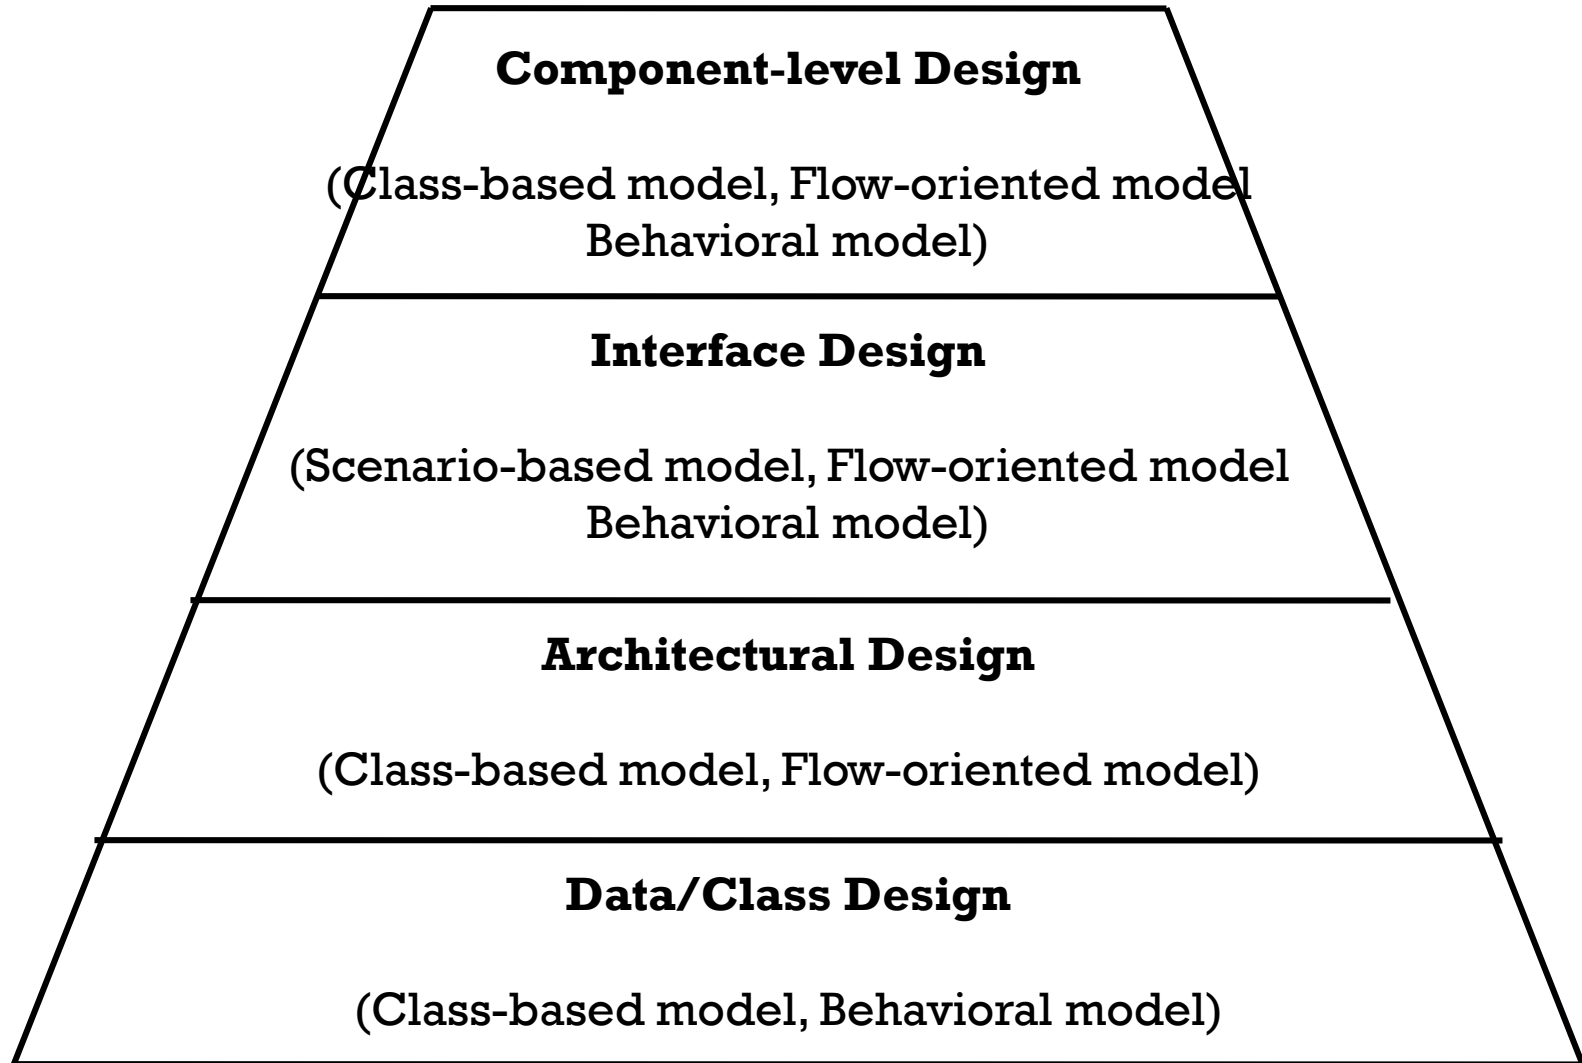 Component-level Design
(Class-based model, Flow-oriented model
Behavioral model)
Interface Design
(Scenario-based model, Flow-oriented model
Behavioral model)
Architectural Design
(Class-based model, Flow-oriented model)
Data/Class Design
(Class-based model, Behavioral model)